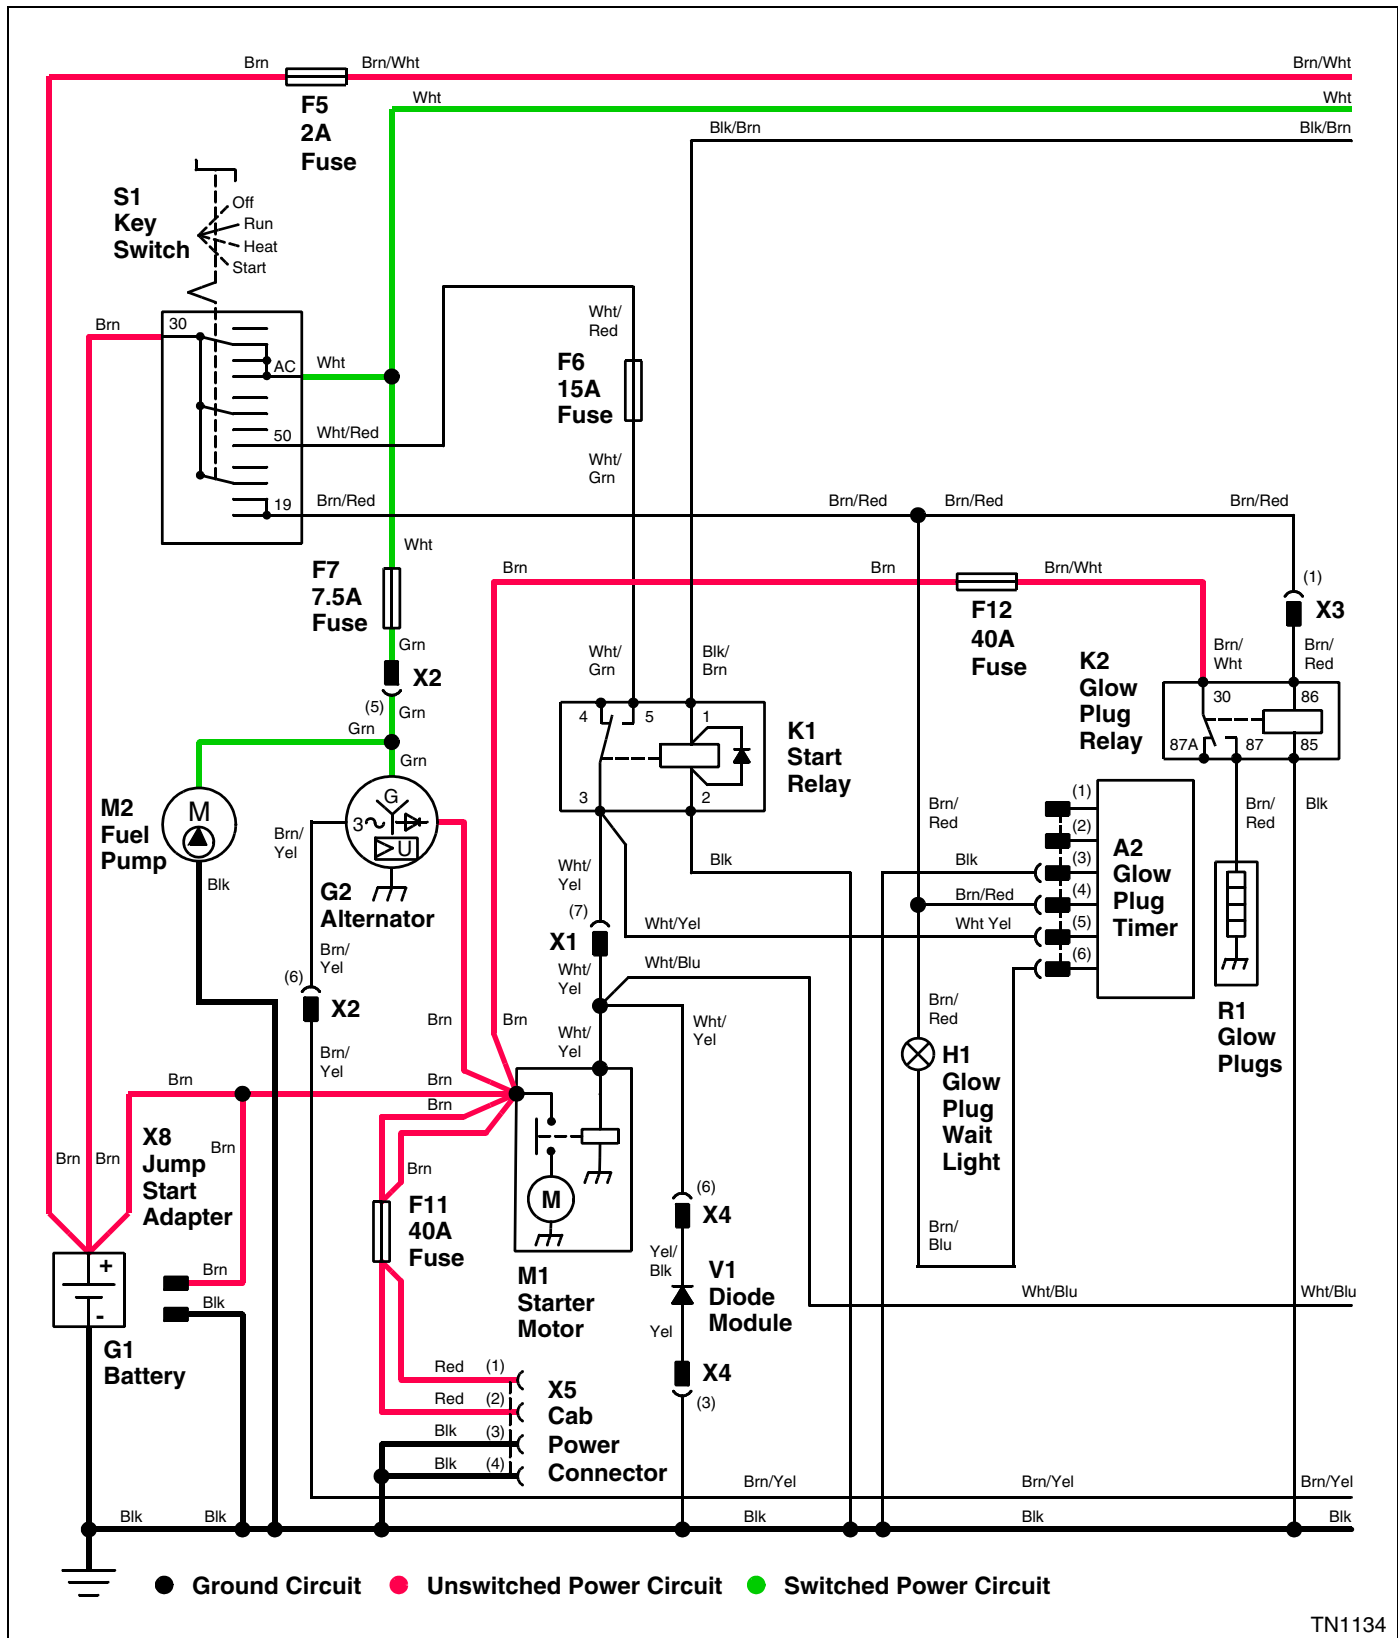 Brn Brn/Wht Brn/Wht
F5
2A
Fuse
Wht Wht
Blk/Brn Blk/Brn
S1
Key
Switch
Off
Run
Heat
Start
Brn
30
AC
Wht
50
Wht/Red
19
Brn/Red Brn/Red Brn/Red Brn/Red
Wht/
Red
F6
15A
Fuse
Wht/
Grn
Wht
F7
7.5A
Fuse
Grn
X2
(5)
Grn
Grn
Grn
Brn Brn Brn/Wht
F12
40A
Fuse
(1)
X3
Brn/
Wht
Brn/
Red
K2
Glow
Plug
Relay
30 86
87A 87 85
Wht/
Grn
Blk/
Brn
4 5 1
3 2
K1
Start
Relay
M2
Fuel
Pump
M
Blk
G
3
U
G2
Alternator
Brn/
Yel
Brn/
Yel
(6)
X2
Brn/
Yel
Wht/
Yel
(7)
X1
Wht/
Yel
Wht/
Yel
Blk
Wht/Yel
Wht/Blu
Wht/
Yel
Brn/
Red
Blk
Brn/Red
Wht Yel
(1)
(2)
(3)
(4)
(5)
(6)
A2
Glow
Plug
Timer
Brn/
Red
Blk
R1
Glow
Plugs
Brn/
Red
H1
Glow
Plug
Wait
Light
Brn/
Blu
Brn
Brn
Brn
Brn
Brn
Brn
Brn
Brn
Brn
X8
Jump
Start
Adapter
Brn
Blk
+
-
G1
Battery
F11
40A
Fuse
M
M1
Starter
Motor
(6)
X4
Yel/
Blk
V1
Diode
Module
Yel
X4
(3)
Wht/Blu Wht/Blu
Red (1)
Red (2)
Blk (3)
Blk (4)
X5
Cab
Power
Connector
Brn/Yel Brn/Yel Brn/Yel
Blk Blk Blk Blk Blk
Ground Circuit Unswitched Power Circuit Switched Power Circuit
TN1134